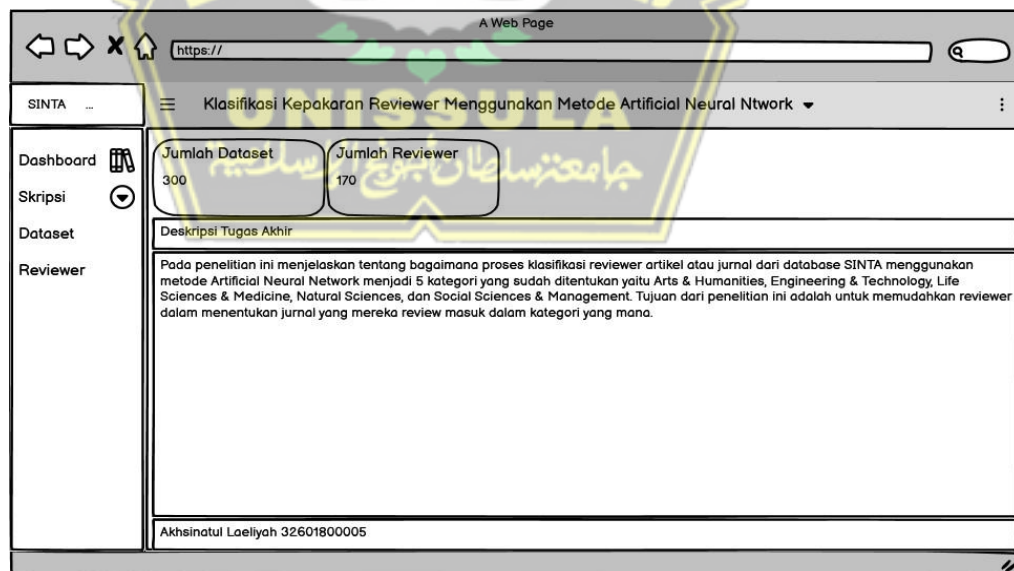 A Web Page
https://
SINTA ...
Klasifikasi Kepakaran Reviewer Menggunakan Metode Artificial Neural Ntwork
UNISSULA
جامعتنسلطان أبجونج الإسلامية
Dashboard
Skripsi
Dataset
Reviewer
Jumlah Dataset
300
Jumlah Reviewer
170
Deskripsi Tugas Akhir
Pada penelitian ini menjelaskan tentang bagaimana proses klasifikasi reviewer artikel atau jurnal dari database SINTA menggunakan
metode Artificial Neural Network menjadi 5 kategori yang sudah ditentukan yaitu Arts & Humanities, Engineering & Technology, Life
Sciences & Medicine, Natural Sciences, dan Social Sciences & Management. Tujuan dari penelitian ini adalah untuk memudahkan reviewer
dalam menentukan jurnal yang mereka review masuk dalam kategori yang mana.
Akhsinatul Laeliyah 32601800005